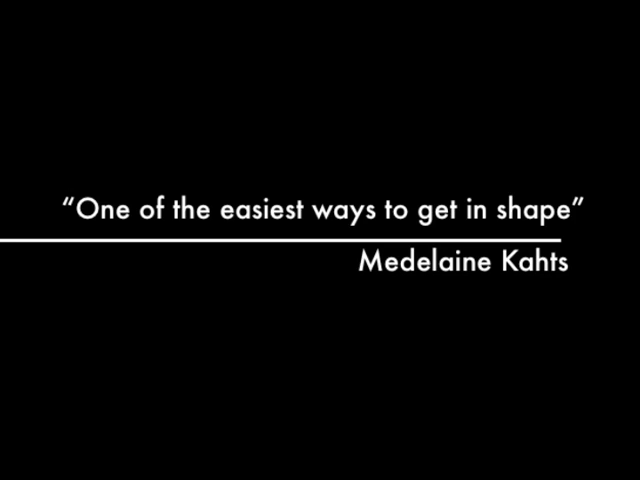 “One of the easiest ways to get in shape”
Medelaine Kahts